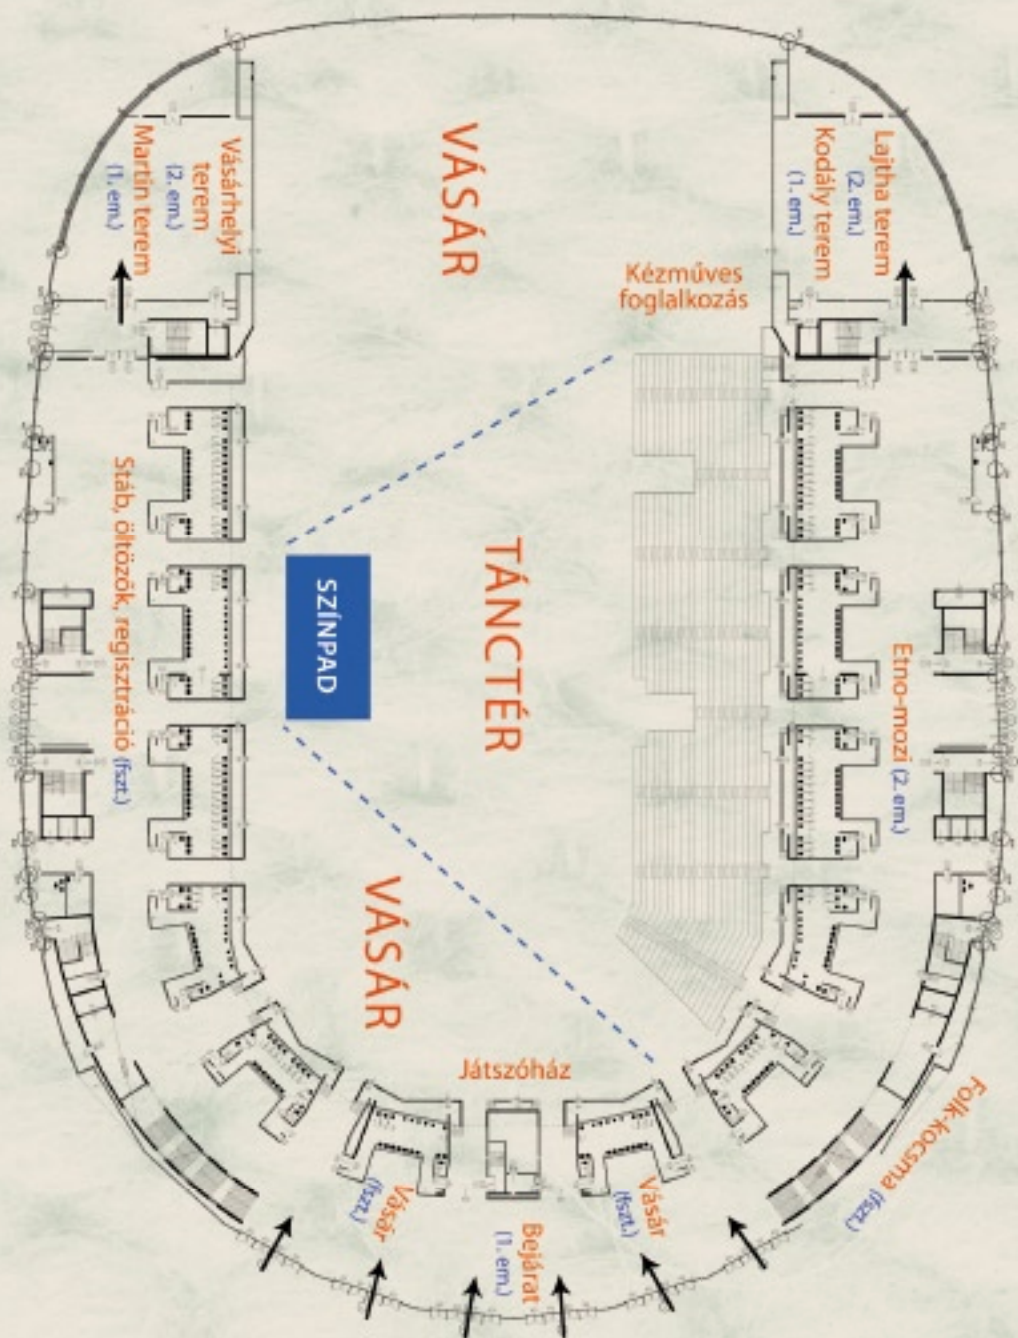 VÁSÁR
Vásárhelyi
terem
(2. em.)
Martin terem
(1. em.)
Lajtha terem
(2. em.)
Kodály terem
(1. em.)
Kézműves
foglalkozás
TÁNCTÉR
SZÍNPAD
Stáb, öltözők, regisztráció (fszt.)
Etno-mozi (2. em.)
VÁSÁR
Játszóház
Folk-kocsma (fszt.)
Vásár
(fszt.)
Vásár
(fszt.)
Bejárat
(1. em.)